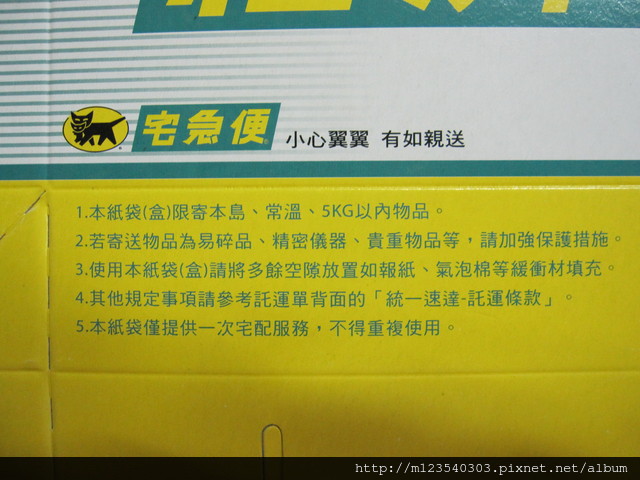 宅急便 小心翼翼 有如親送
1.本紙袋(盒)限寄本島、常溫、5KG以內物品。
2.若寄送物品為易碎品、精密儀器、貴重物品等，請加強保護措施。
3.使用本紙袋(盒)請將多餘空隙放置如報紙、氣泡棉等緩衝材填充。
4.其他規定事項請參考託運單背面的「統一速達-託運條款」。
5.本紙袋僅提供一次宅配服務，不得重複使用。
http://m123540303.pixnet.net/album